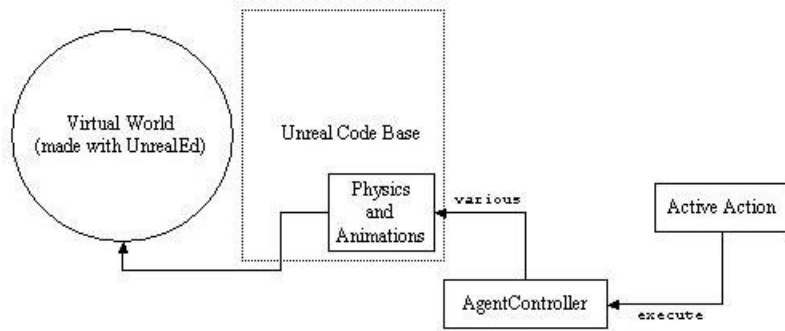 Virtual World
(made with UnrealEd)
Unreal Code Base
Physics
and
Animations
various
Active Action
AgentController
execute